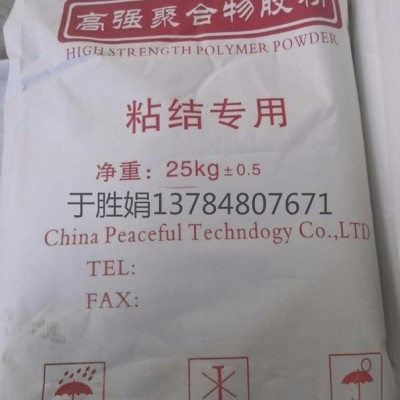 高强聚合物胶粉
HIGH STRENGTH POLYMER POWDER
粘结专用
净重：25kg±0.5
于胜娟13784807671
China Peaceful Techndogy Co.,LTD
TEL:
FAX: